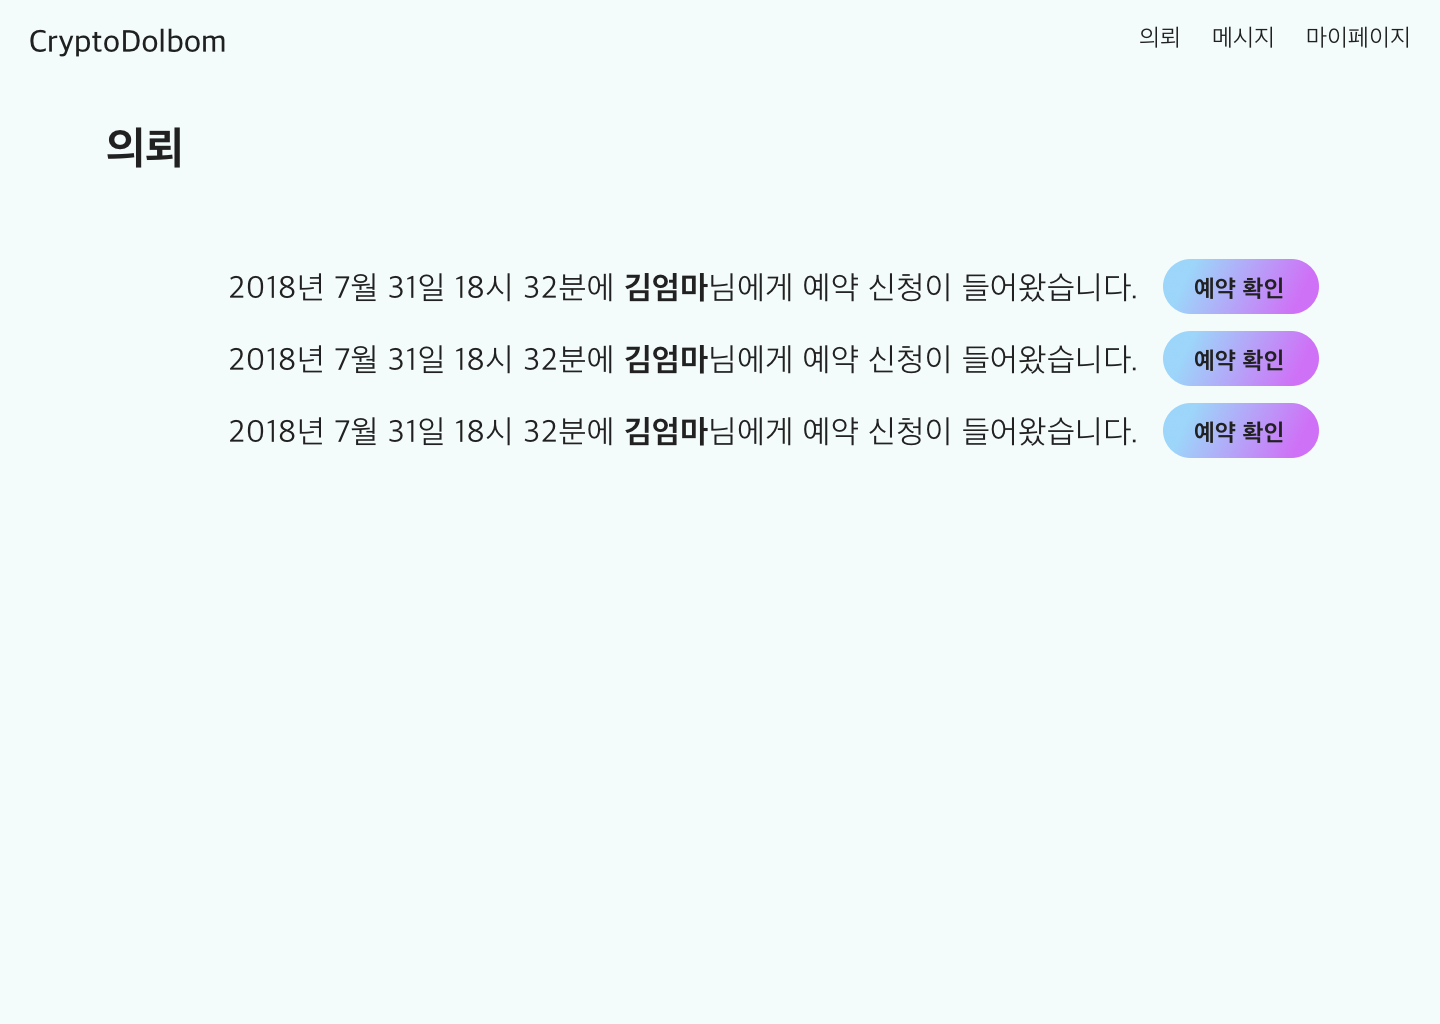 CryptoDolbom
의뢰 메시지 마이페이지
의뢰
2018년 7월 31일 18시 32분에 김엄마님에게 예약 신청이 들어왔습니다. 예약 확인
2018년 7월 31일 18시 32분에 김엄마님에게 예약 신청이 들어왔습니다. 예약 확인
2018년 7월 31일 18시 32분에 김엄마님에게 예약 신청이 들어왔습니다. 예약 확인